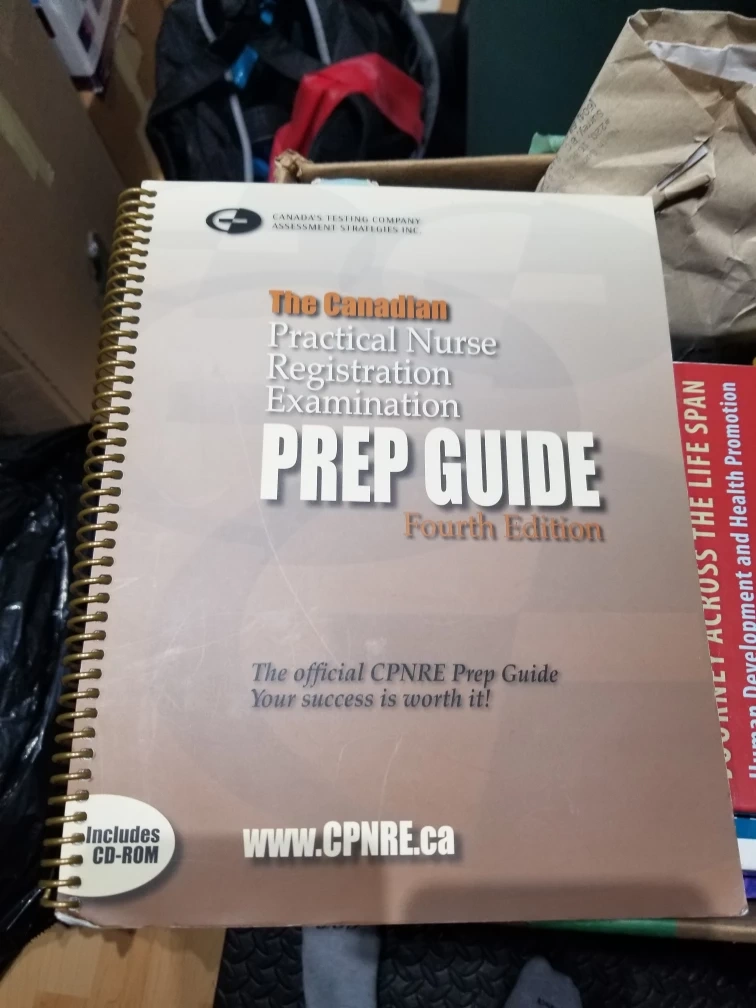 CANADA'S TESTING COMPANY
ASSESSMENT STRATEGIES INC.
The Canadian
Practical Nurse
Registration
Examination
PREP GUIDE
Fourth Edition
The official CPNRE Prep Guide
Your success is worth it!
Includes
CD-ROM
www.CPNRE.ca
JOURNEY ACROSS THE LIFE SPAN
Human Development and Health Promotion